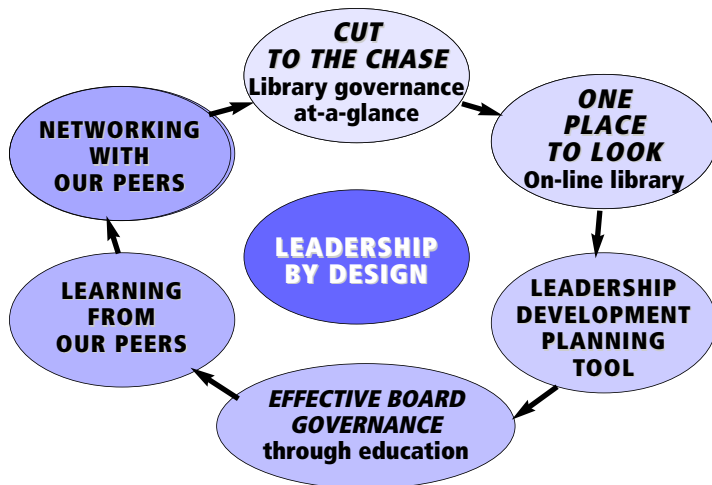 CUT
TO THE CHASE
Library governance
at-a-glance
ONE
PLACE
TO LOOK
On-line library
LEADERSHIP
DEVELOPMENT
PLANNING
TOOL
EFFECTIVE BOARD
GOVERNANCE
through education
LEARNING
FROM
OUR PEERS
NETWORKING
WITH
OUR PEERS
LEADERSHIP
BY DESIGN